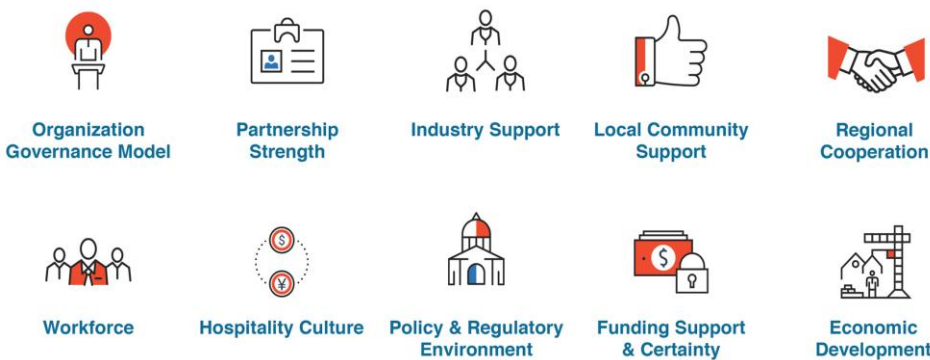 Organization
Governance Model
Partnership
Strength
Industry Support
Local Community
Support
Regional
Cooperation
$
¥
$
Workforce
Hospitality Culture
Policy & Regulatory
Environment
Funding Support
& Certainty
Economic
Development